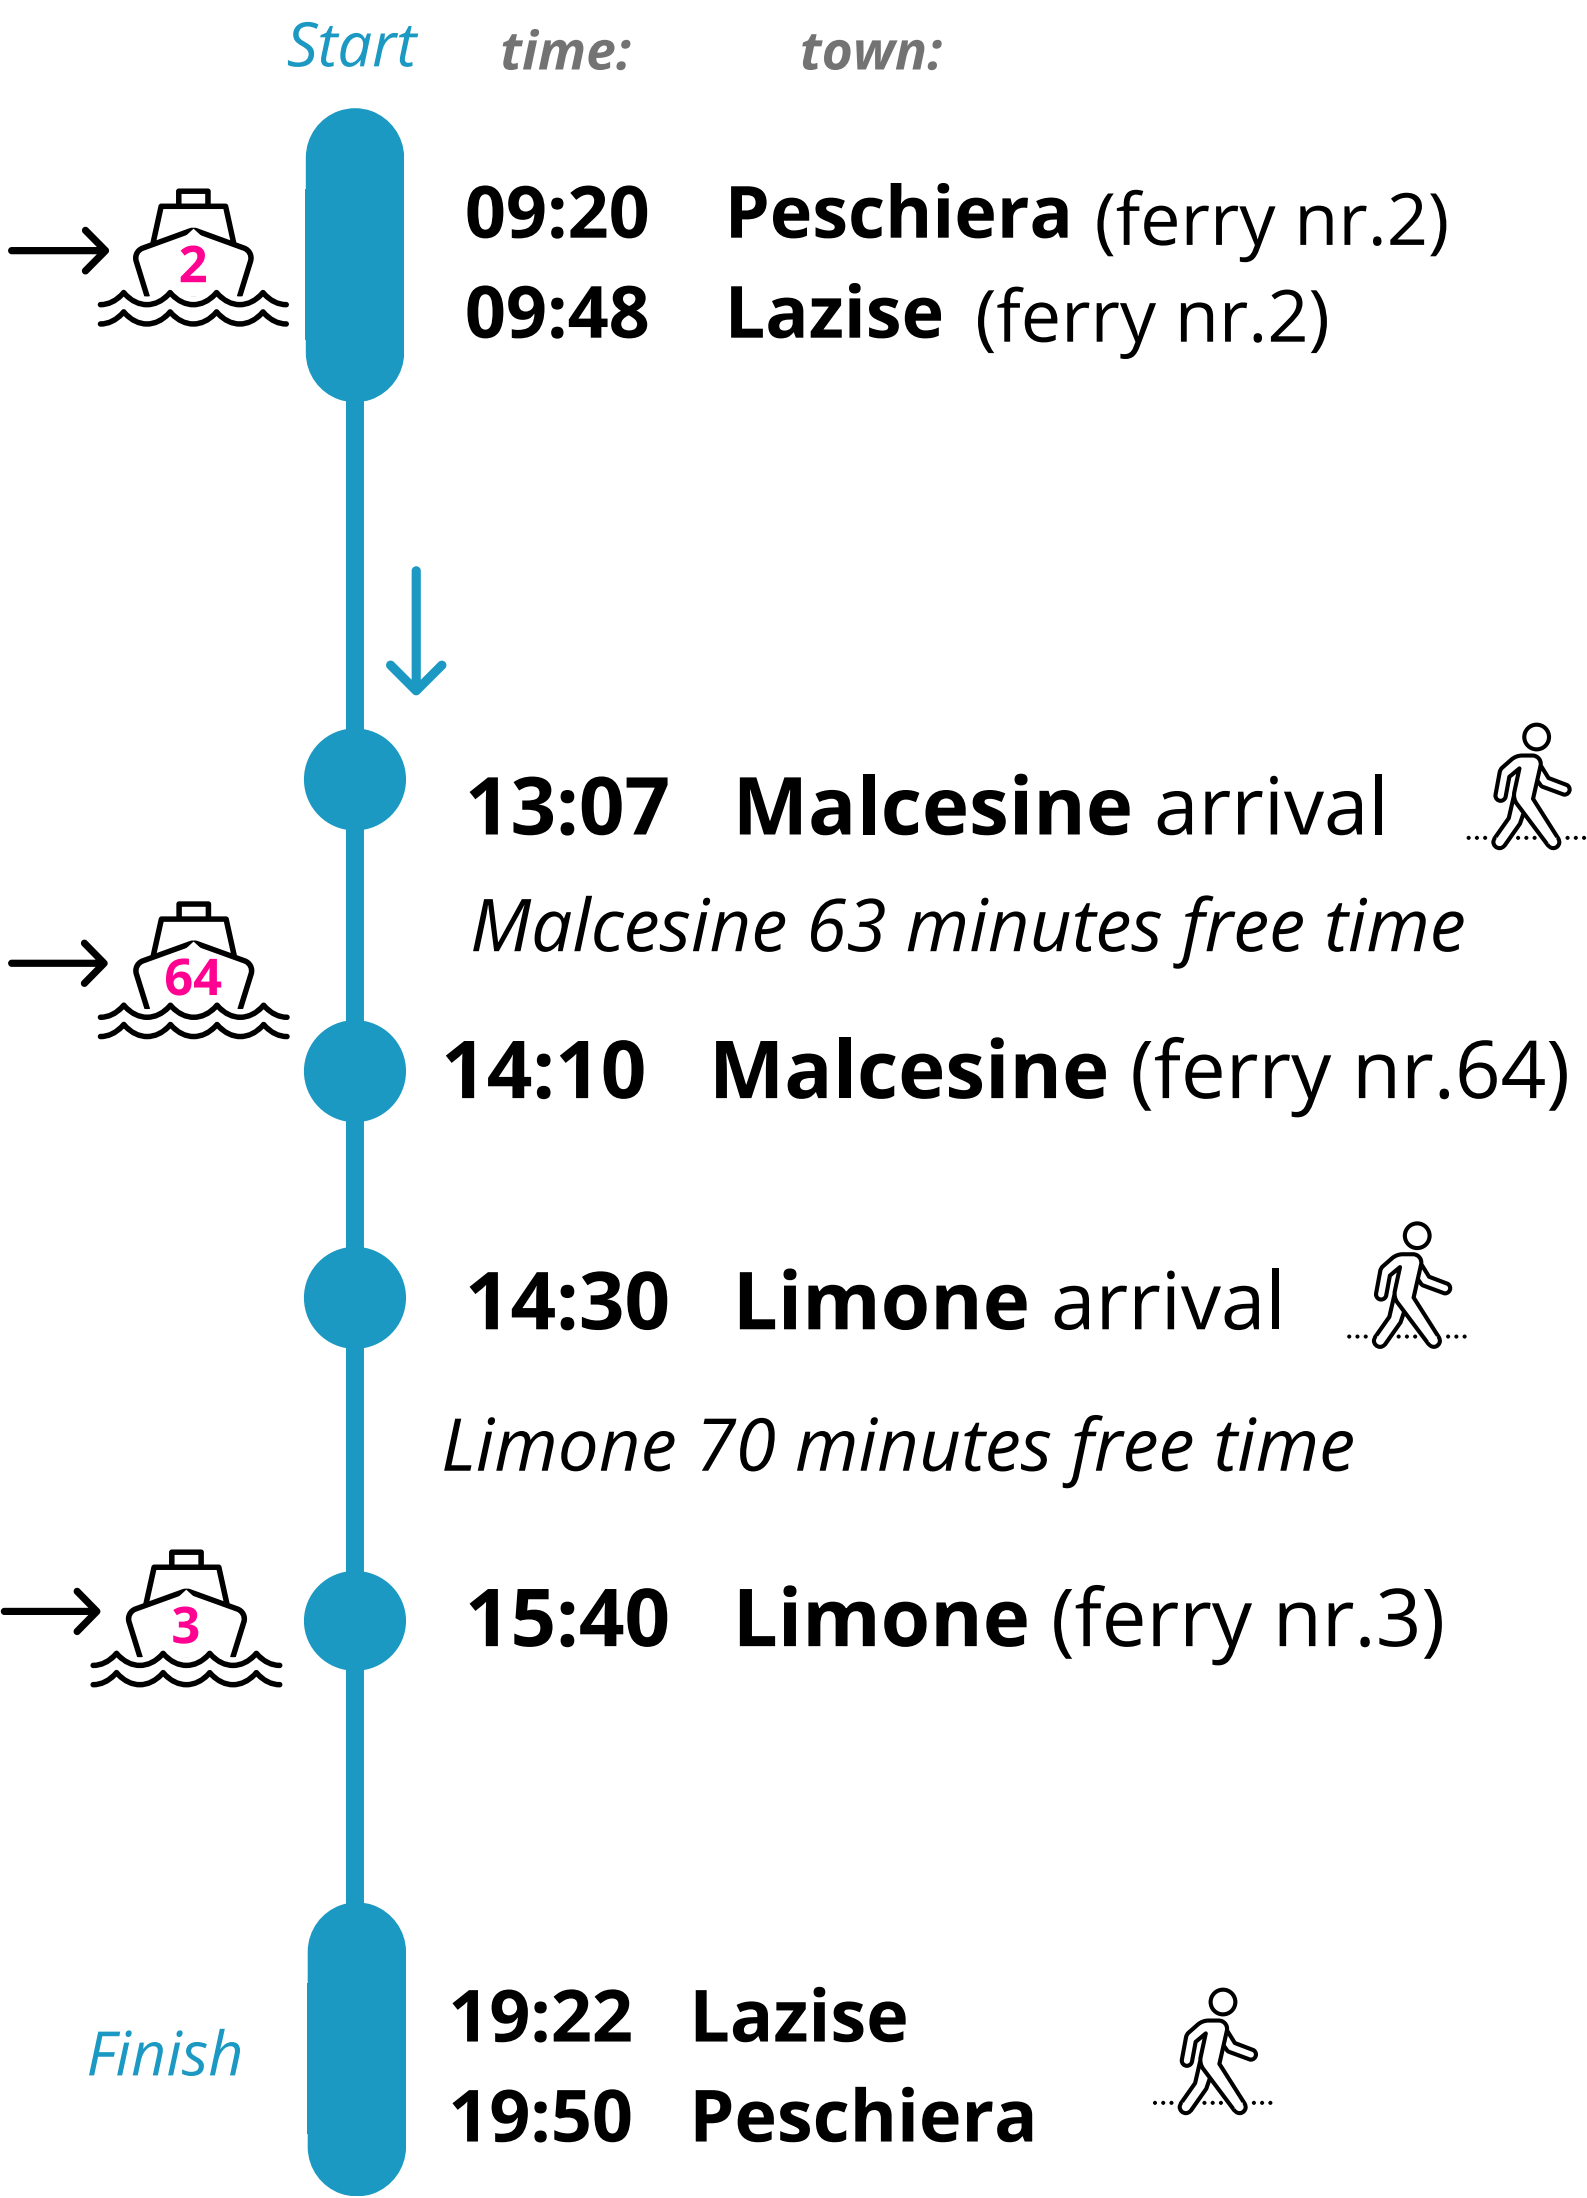 Start time: town:
2
09:20 Peschiera (ferry nr.2)
09:48 Lazise (ferry nr.2)
13:07 Malcesine arrival
Malcesine 63 minutes free time
64
14:10 Malcesine (ferry nr.64)
14:30 Limone arrival
Limone 70 minutes free time
3
15:40 Limone (ferry nr.3)
19:22 Lazise
Finish
19:50 Peschiera